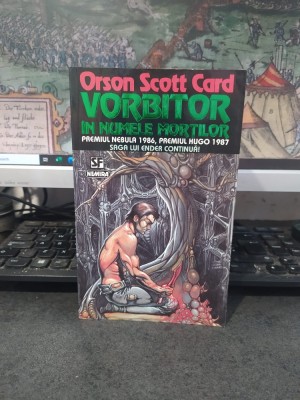 Orson Scott Card
VORBITOR
IN NUMELE MORTILOR
PREMIUL NEBULA 1986, PREMIUL HUGO 1987
SAGA LUI ENDER CONTINUĂ!
SF
NEMIRA